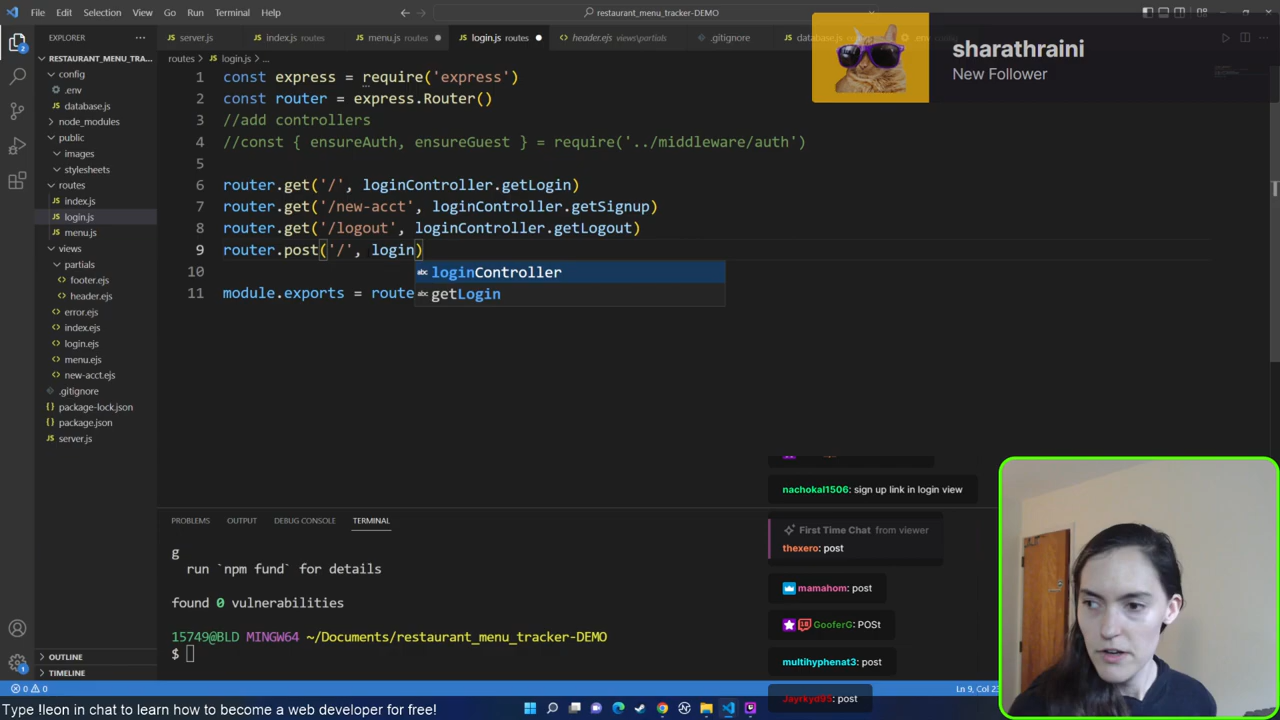 File Edit Selection View Go Run Terminal Help
restaurant_menu_tracker-DEMO
sharathraini
New Follower
EXPLORER
RESTAURANT_MENU_TRA...
config
.env
database.js
node_modules
public
images
stylesheets
routes
index.js
login.js
menu.js
views
partials
footer.ejs
header.ejs
error.ejs
index.ejs
login.ejs
menu.ejs
new-acct.ejs
.gitignore
package-lock.json
package.json
server.js
OUTLINE
TIMELINE
server.js index.js routes menu.js routes login.js routes header.ejs views\partials .gitignore database.js
routes > login.js > ...
1 const express = require('express')
2 const router = express.Router()
3 //add controllers
4 //const { ensureAuth, ensureGuest } = require('../middleware/auth')
5
6 router.get('/', loginController.getLogin)
7 router.get('/new-acct', loginController.getSignup)
8 router.get('/logout', loginController.getLogout)
9 router.post('/', login)
10
11 module.exports = route
abc loginController
abc getLogin
PROBLEMS OUTPUT DEBUG CONSOLE TERMINAL
g
run `npm fund` for details
found 0 vulnerabilities
15749@BLD MINGW64 ~/Documents/restaurant_menu_tracker-DEMO
$
nachokal1506: sign up link in login view
First Time Chat from viewer
thexero: post
mamahom: post
GooferG: POSt
multihyphenat3: post
Jayrkyd95: post
0 0
Ln 9, Col 23
Type !leon in chat to learn how to become a web developer for free!